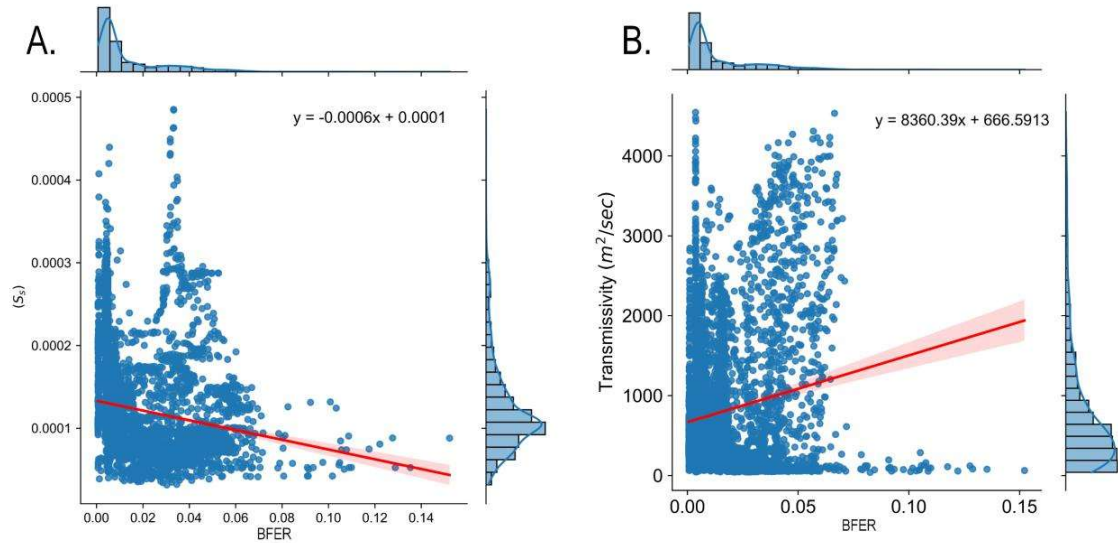 A.
y = -0.0006x + 0.0001
0.0005
0.0004
0.0003
0.0002
0.0001
(Ss)
0.00 0.02 0.04 0.06 0.08 0.10 0.12 0.14
BFER
B.
y = 8360.39x + 666.5913
4000
3000
2000
1000
0
Transmissivity (m²/sec)
0.00 0.05 0.10 0.15
BFER